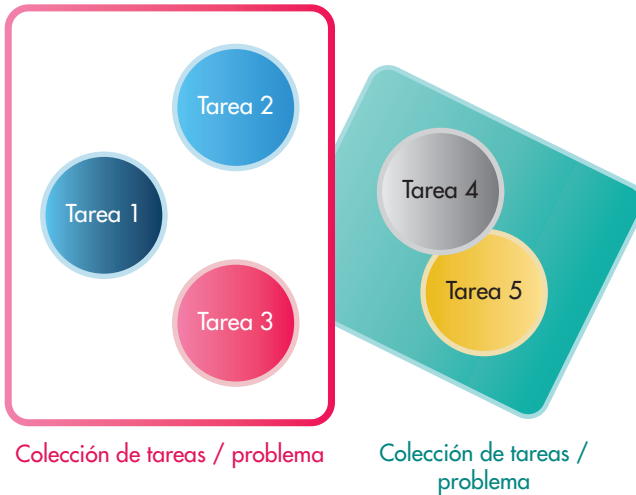 Tarea 2
Tarea 1
Tarea 3
Tarea 4
Tarea 5
Colección de tareas / problema
Colección de tareas /
problema